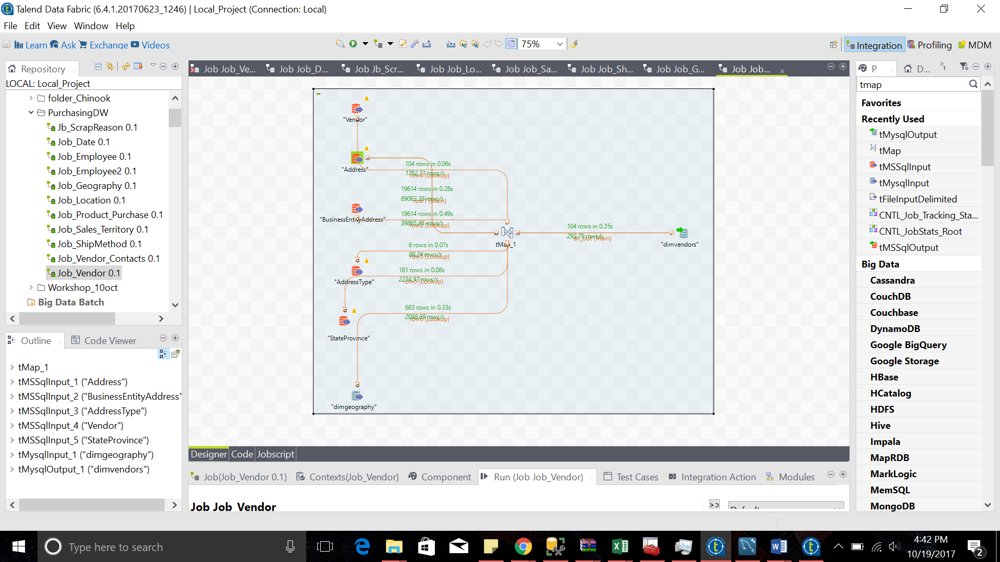 Talend Data Fabric (6.4.1.20170623_1246) | Local_Project (Connection: Local)
File Edit View Window Help
Learn Ask Exchange Videos
75%
Integration Profiling MDM
Repository
LOCAL: Local_Project
folder_Chinook
PurchasingDW
Jb_ScrapReason 0.1
Job_Date 0.1
Job_Employee 0.1
Job_Employee2 0.1
Job_Geography 0.1
Job_Location 0.1
Job_Product_Purchase 0.1
Job_Sales_Territory 0.1
Job_ShipMethod 0.1
Job_Vendor_Contacts 0.1
Job_Vendor 0.1
Workshop_10oct
Big Data Batch
Outline Code Viewer
tMap_1
tMSSqlInput_1 ("Address")
tMSSqlInput_2 ("BusinessEntityAddress"
tMSSqlInput_3 ("AddressType")
tMSSqlInput_4 ("Vendor")
tMSSqlInput_5 ("StateProvince")
tMysqlInput_1 ("dimgeography")
tMysqlOutput_1 ("dimvendors")
Job Job_Ve... Job Job_D... Job Jb_Scr... Job Job_Lo... Job Job_Sa... Job Job_Sh... Job Job_G... Job Job...
"Vendor"
"Address"
104 rows in 0.06s
1762.71 rows/s
row4 (Lookup)
19614 rows in 0.28s
69063.38 rows/s
row1 (Main)
"BusinessEntityAddress"
19614 rows in 0.49s
39865.85 rows/s
row2 (Lookup)
tMap_1
104 rows in 0.35s
293.79 rows/s
all_out (Main)
"dimvendors"
6 rows in 0.07s
88.24 rows/s
row3 (Lookup)
"AddressType"
181 rows in 0.08s
2234.57 rows/s
row5 (Lookup)
683 rows in 0.33s
2088.69 rows/s
row6 (Lookup)
"StateProvince"
"dimgeography"
Designer Code Jobscript
Job(Job_Vendor 0.1) Contexts(Job_Vendor) Component Run (Job Job_Vendor) Test Cases Integration Action Modules
Job Job_Vendor
>>
P D... »1
tmap
Favorites
Recently Used
tMysqlOutput
tMap
tMSSqlInput
tMysqlInput
tFileInputDelimited
CNTL_Job_Tracking_Sta...
CNTL_JobStats_Root
tMSSqlOutput
Big Data
Cassandra
CouchDB
Couchbase
DynamoDB
Google BigQuery
Google Storage
HBase
HCatalog
HDFS
Hive
Impala
MapRDB
MarkLogic
MemSQL
MongoDB
Type here to search
4:42 PM
10/19/2017
2